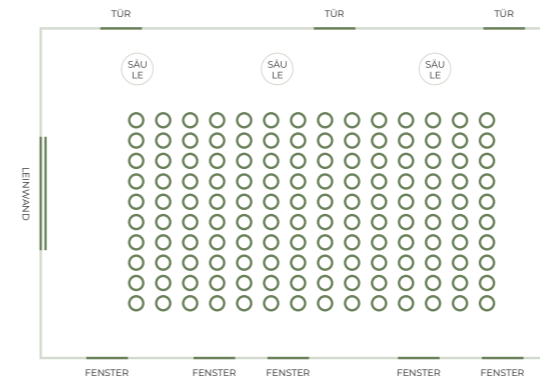 TÜR TÜR TÜR
SÄU SÄU SÄU
LE LE LE
LEINWAND
FENSTER FENSTER FENSTER FENSTER FENSTER